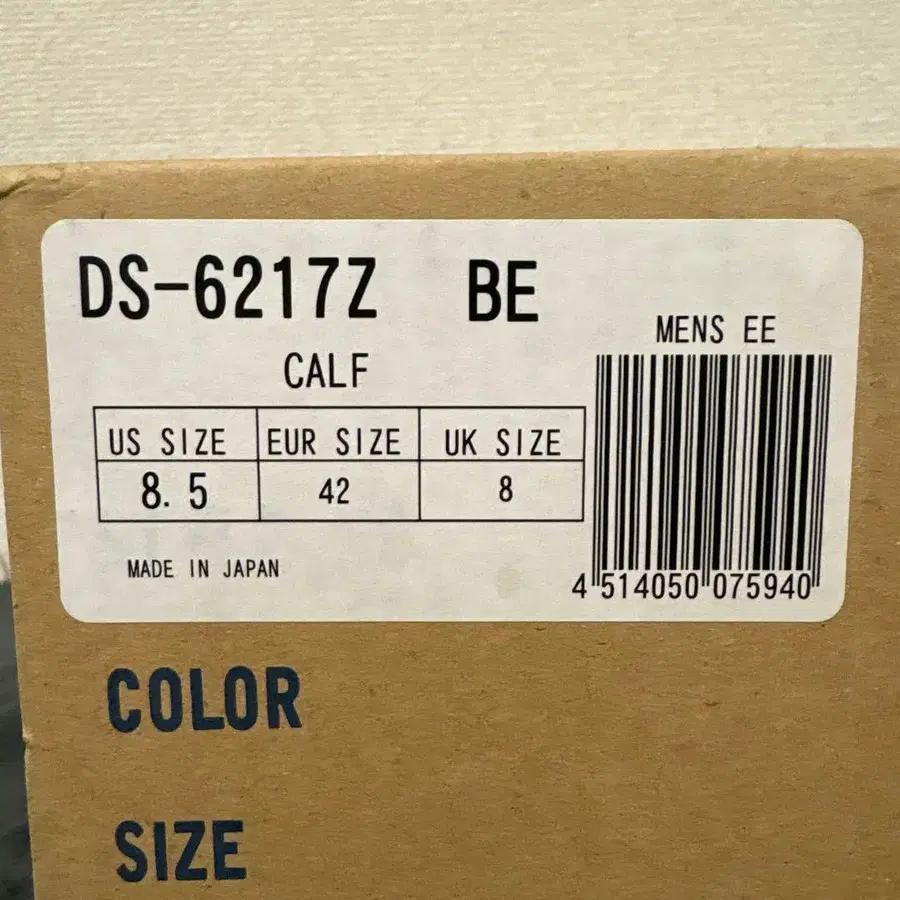 DS-6217Z BE
MENS EE
CALF
US SIZE EUR SIZE UK SIZE
8.5 42 8
MADE IN JAPAN
4 514050 075940
COLOR
SIZE